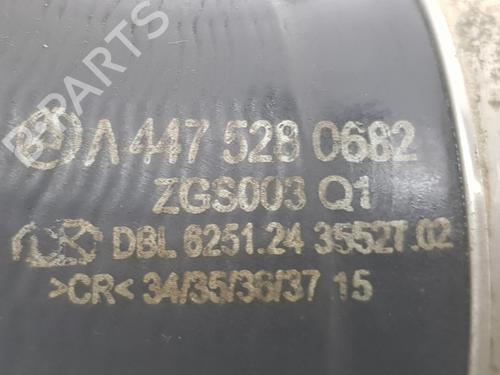 B-PARTS
A 447 528 0682
ZGS003 Q1
DBL 6251.24 35527.02
>CR< 34/35/36/37 15